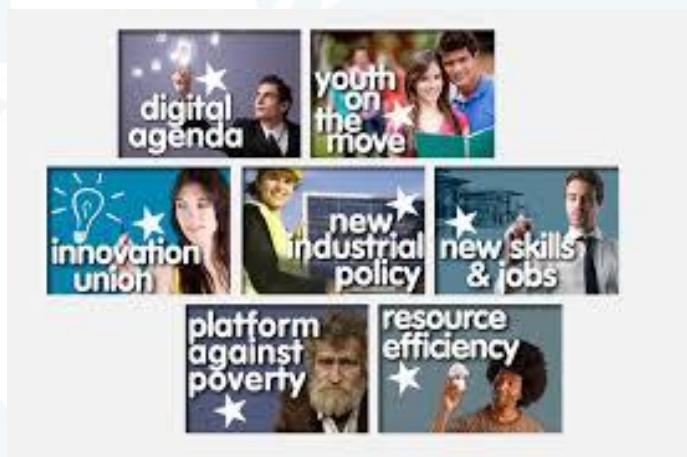 digital
agenda
youth
on
the
move
innovation
union
new
industrial
policy
new skills
& jobs
platform
against
poverty
resource
efficiency